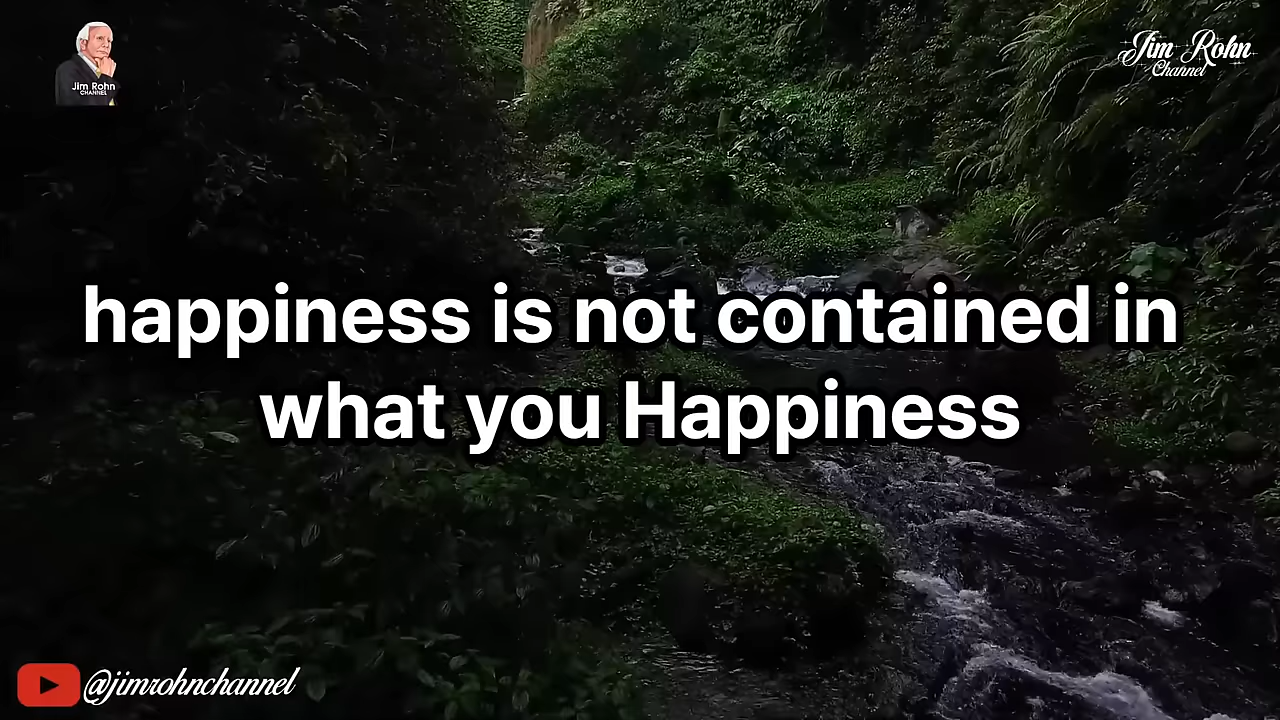 Jim Rohn
CHANNEL
Jim Rohn
Channel
happiness is not contained in
what you Happiness
@jimrohnchannel